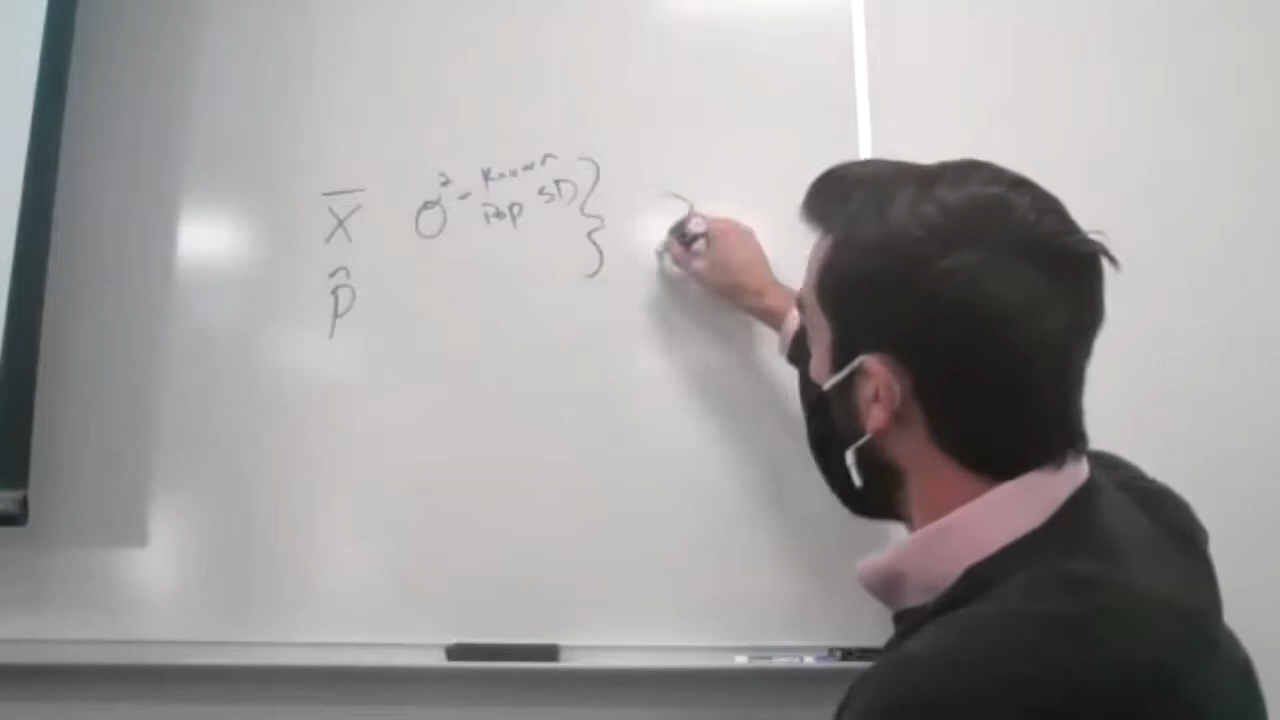 X̄ σ² - Known Pop SD }
p̂